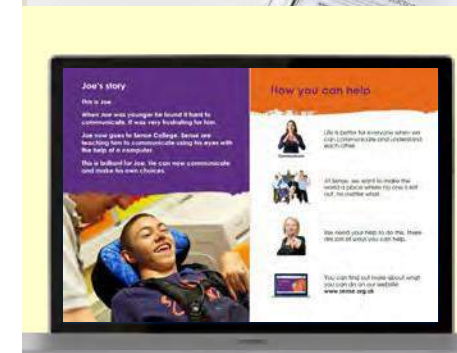 Joe's story
This is Joe
When Joe was younger he found it hard to
communicate. It was very frustrating for him.
Joe now goes to Sense College. Sense are
teaching him to communicate using his eyes with
the help of a computer.
This is brilliant for Joe. He can now communicate
and make his own choices.
How you can help
Life is better for everyone when we
can communicate and understand
each other
At Sense, we want to make the
world a place where no one is left
out, no matter what
We need your help to do this. There
are lots of ways you can help.
You can find out more about what
you can do on our website
www.sense.org.uk